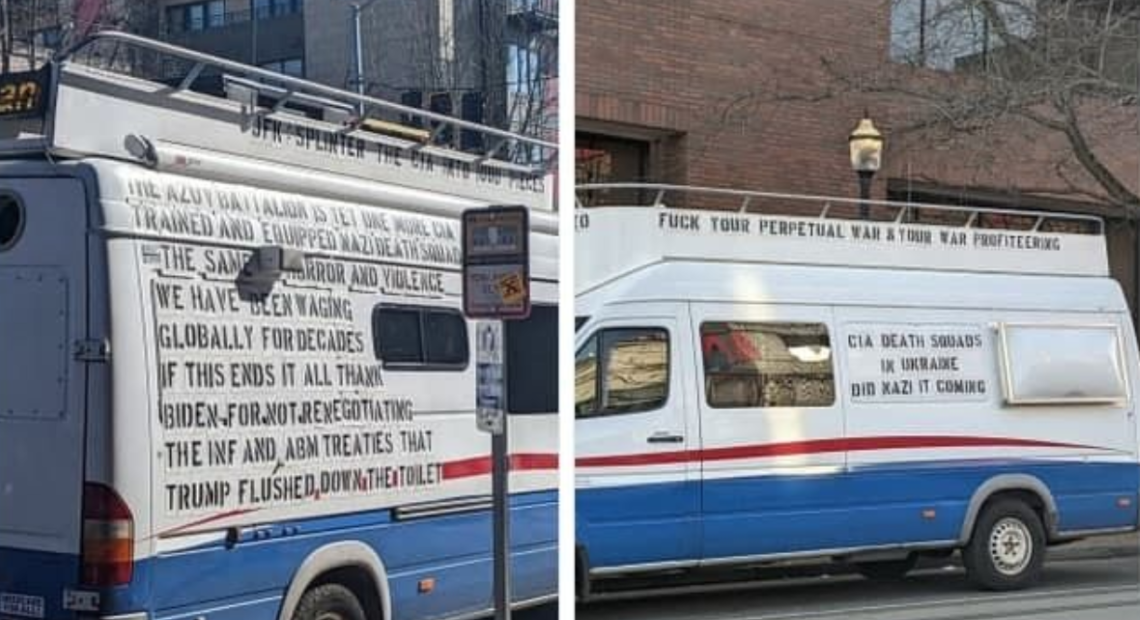 an
JFK: SPLINTER THE CIA INTO 1000 PIECES
THE AZOV BATTALION IS YET ONE MORE CIA
TRAINED AND EQUIPPED NAZI DEATH SQUAD
THE SAME HORROR AND VIOLENCE
WE HAVE BEEN WAGING
GLOBALLY FOR DECADES
IF THIS ENDS IT ALL THANK
BIDEN-FOR-NOT-RENEGOTIATING
THE INF AND ABM TREATIES THAT
TRUMP FLUSHED DOWN THE TOILET
FUCK YOUR PERPETUAL WAR & YOUR WAR PROFITEERING
CIA DEATH SQUADS
IN UKRAINE
DID NAZI IT COMING